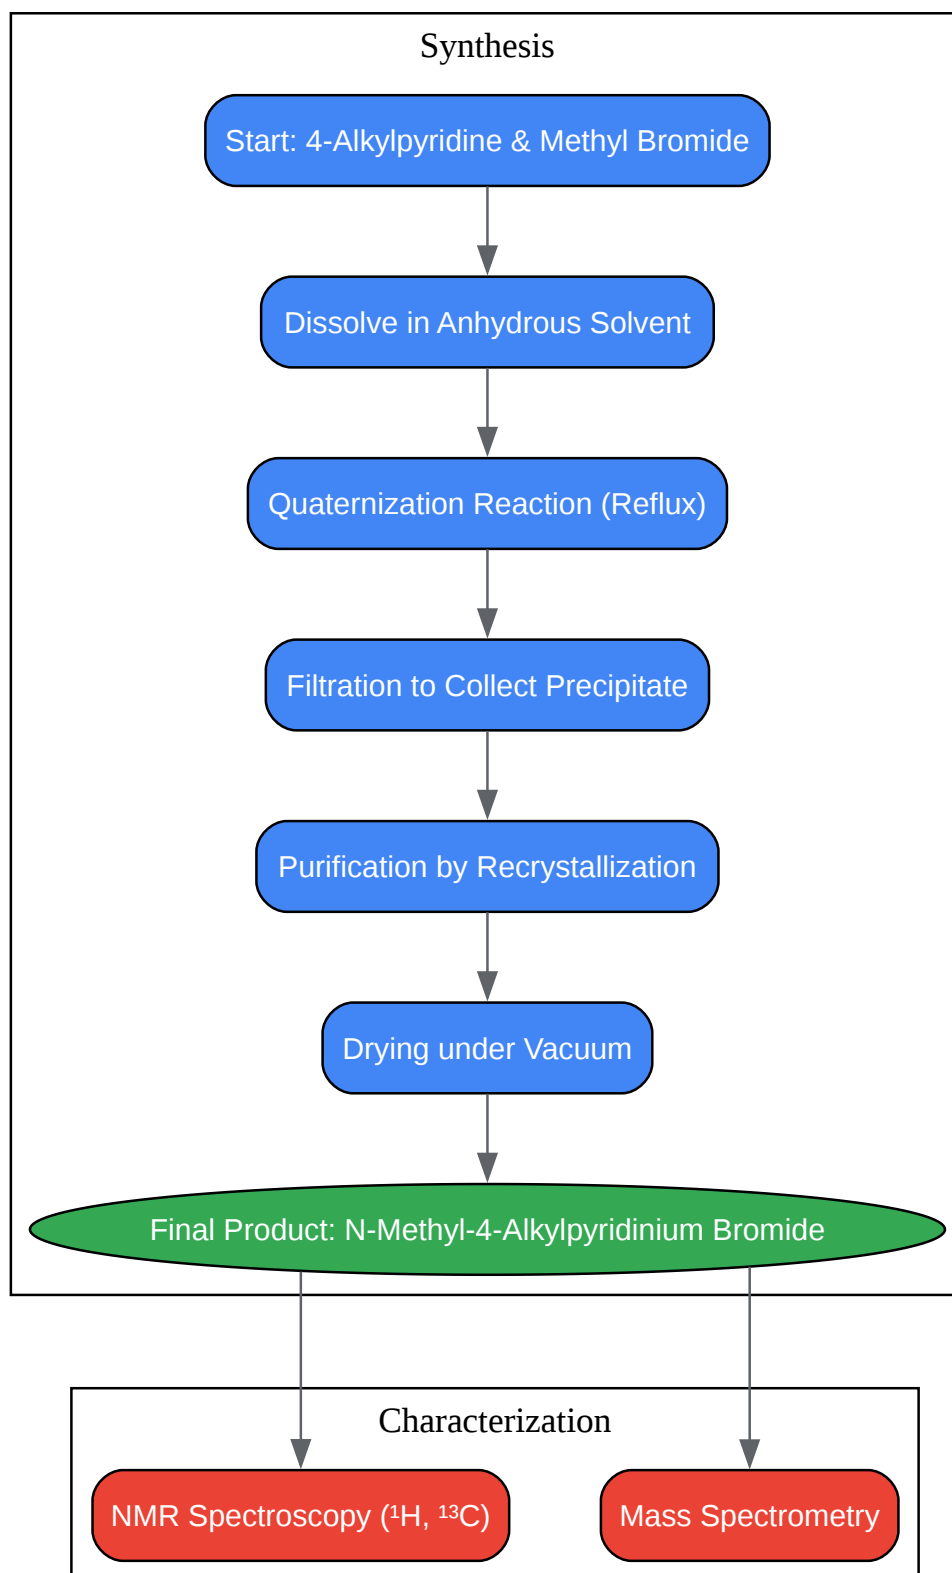 Synthesis
Start: 4-Alkylpyridine & Methyl Bromide
Dissolve in Anhydrous Solvent
Quaternization Reaction (Reflux)
Filtration to Collect Precipitate
Purification by Recrystallization
Drying under Vacuum
Final Product: N-Methyl-4-Alkylpyridinium Bromide
Characterization
NMR Spectroscopy (¹H, ¹³C)
Mass Spectrometry